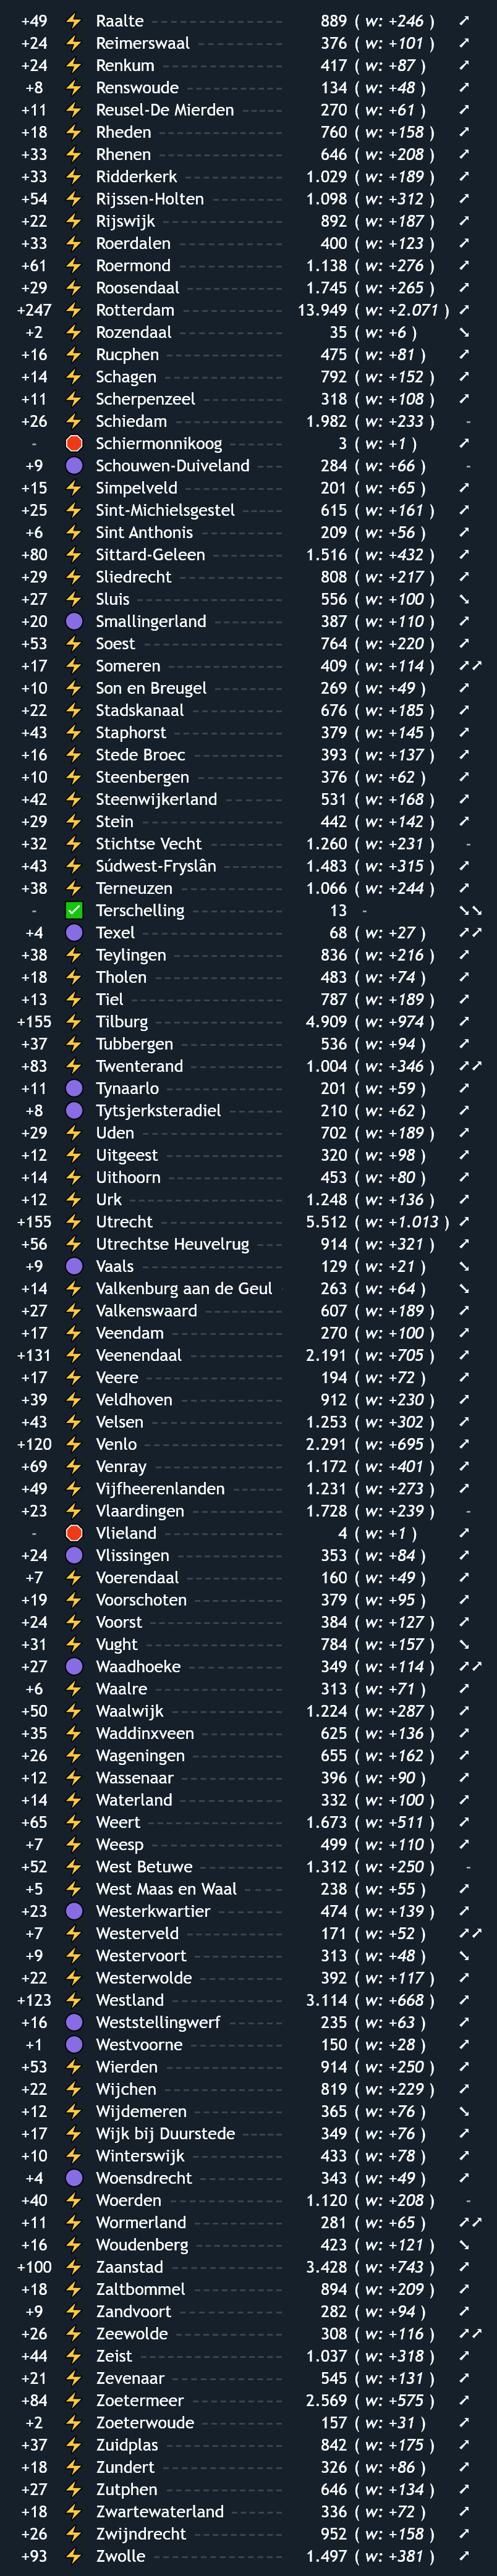 +49 Raalte 889 ( w: +246 )
+24 Reimerswaal 376 ( w: +101 )
+24 Renkum 417 ( w: +87 )
+8 Renswoude 134 ( w: +48 )
+11 Reusel-De Mierden 270 ( w: +61 )
+18 Rheden 760 ( w: +158 )
+33 Rhenen 646 ( w: +208 )
+33 Ridderkerk 1.029 ( w: +189 )
+54 Rijssen-Holten 1.098 ( w: +312 )
+22 Rijswijk 892 ( w: +187 )
+33 Roerdalen 400 ( w: +123 )
+61 Roermond 1.138 ( w: +276 )
+29 Roosendaal 1.745 ( w: +265 )
+247 Rotterdam 13.949 ( w: +2.071 )
+2 Rozendaal 35 ( w: +6 )
+16 Rucphen 475 ( w: +81 )
+14 Schagen 792 ( w: +152 )
+11 Scherpenzeel 318 ( w: +108 )
+26 Schiedam 1.982 ( w: +233 ) -
- Schiermonnikoog 3 ( w: +1 )
+9 Schouwen-Duiveland 284 ( w: +66 ) -
+15 Simpelveld 201 ( w: +65 )
+25 Sint-Michielsgestel 615 ( w: +161 )
+6 Sint Anthonis 209 ( w: +56 )
+80 Sittard-Geleen 1.516 ( w: +432 )
+29 Sliedrecht 808 ( w: +217 )
+27 Sluis 556 ( w: +100 )
+20 Smallingerland 387 ( w: +110 )
+53 Soest 764 ( w: +220 )
+17 Someren 409 ( w: +114 )
+10 Son en Breugel 269 ( w: +49 )
+22 Stadskanaal 676 ( w: +185 )
+43 Staphorst 379 ( w: +145 )
+16 Stede Broec 393 ( w: +137 )
+10 Steenbergen 376 ( w: +62 )
+42 Steenwijkerland 531 ( w: +168 )
+29 Stein 442 ( w: +142 )
+32 Stichtse Vecht 1.260 ( w: +231 ) -
+43 Súdwest-Fryslân 1.483 ( w: +315 )
+38 Terneuzen 1.066 ( w: +244 )
- Terschelling 13 -
+4 Texel 68 ( w: +27 )
+38 Teylingen 836 ( w: +216 )
+18 Tholen 483 ( w: +74 )
+13 Tiel 787 ( w: +189 )
+155 Tilburg 4.909 ( w: +974 )
+37 Tubbergen 536 ( w: +94 )
+83 Twenterand 1.004 ( w: +346 )
+11 Tynaarlo 201 ( w: +59 )
+8 Tytsjerksteradiel 210 ( w: +62 )
+29 Uden 702 ( w: +189 )
+12 Uitgeest 320 ( w: +98 )
+14 Uithoorn 453 ( w: +80 )
+12 Urk 1.248 ( w: +136 )
+155 Utrecht 5.512 ( w: +1.013 )
+56 Utrechtse Heuvelrug 914 ( w: +321 )
+9 Vaals 129 ( w: +21 )
+14 Valkenburg aan de Geul 263 ( w: +64 )
+27 Valkenswaard 607 ( w: +189 )
+17 Veendam 270 ( w: +100 )
+131 Veenendaal 2.191 ( w: +705 )
+17 Veere 194 ( w: +72 )
+39 Veldhoven 912 ( w: +230 )
+43 Velsen 1.253 ( w: +302 )
+120 Venlo 2.291 ( w: +695 )
+69 Venray 1.172 ( w: +401 )
+49 Vijfheerenlanden 1.231 ( w: +273 )
+23 Vlaardingen 1.728 ( w: +239 ) -
- Vlieland 4 ( w: +1 )
+24 Vlissingen 353 ( w: +84 )
+7 Voerendaal 160 ( w: +49 )
+19 Voorschoten 379 ( w: +95 )
+24 Voorst 384 ( w: +127 )
+31 Vught 784 ( w: +157 )
+27 Waadhoeke 349 ( w: +114 )
+6 Waalre 313 ( w: +71 )
+50 Waalwijk 1.224 ( w: +287 )
+35 Waddinxveen 625 ( w: +136 )
+26 Wageningen 655 ( w: +162 )
+12 Wassenaar 396 ( w: +90 )
+14 Waterland 332 ( w: +100 )
+65 Weert 1.673 ( w: +511 )
+7 Weesp 499 ( w: +110 )
+52 West Betuwe 1.312 ( w: +250 ) -
+5 West Maas en Waal 238 ( w: +55 )
+23 Westerkwartier 474 ( w: +139 )
+7 Westerveld 171 ( w: +52 )
+9 Westervoort 313 ( w: +48 )
+22 Westerwolde 392 ( w: +117 )
+123 Westland 3.114 ( w: +668 )
+16 Weststellingwerf 235 ( w: +63 )
+1 Westvoorne 150 ( w: +28 )
+53 Wierden 914 ( w: +250 )
+22 Wijchen 819 ( w: +229 )
+12 Wijdemeren 365 ( w: +76 )
+17 Wijk bij Duurstede 349 ( w: +76 )
+10 Winterswijk 433 ( w: +78 )
+4 Woensdrecht 343 ( w: +49 )
+40 Woerden 1.120 ( w: +208 ) -
+11 Wormerland 281 ( w: +65 )
+16 Woudenberg 423 ( w: +121 )
+100 Zaanstad 3.428 ( w: +743 )
+18 Zaltbommel 894 ( w: +209 )
+9 Zandvoort 282 ( w: +94 )
+26 Zeewolde 308 ( w: +116 )
+44 Zeist 1.037 ( w: +318 )
+21 Zevenaar 545 ( w: +131 )
+84 Zoetermeer 2.569 ( w: +575 )
+2 Zoeterwoude 157 ( w: +31 )
+37 Zuidplas 842 ( w: +175 )
+18 Zundert 326 ( w: +86 )
+27 Zutphen 646 ( w: +134 )
+18 Zwartewaterland 336 ( w: +72 )
+26 Zwijndrecht 952 ( w: +158 )
+93 Zwolle 1.497 ( w: +381 )